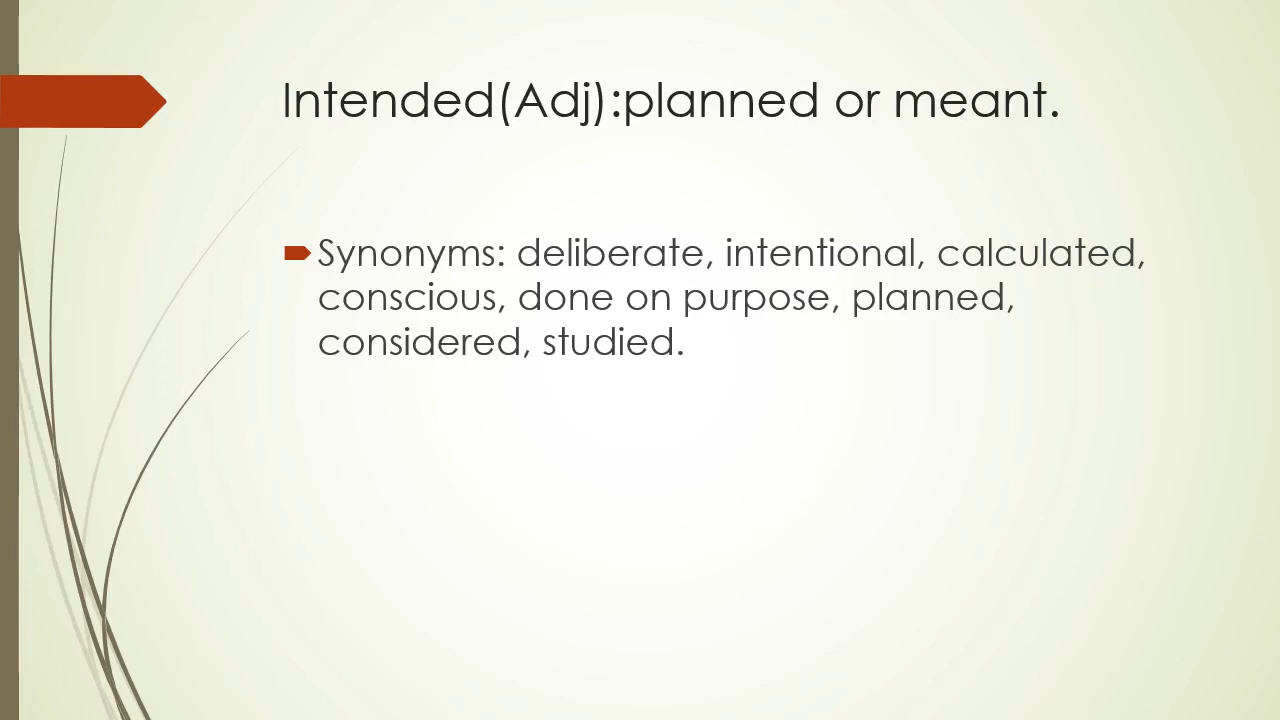 Intended(Adj):planned or meant.
Synonyms: deliberate, intentional, calculated,
conscious, done on purpose, planned,
considered, studied.